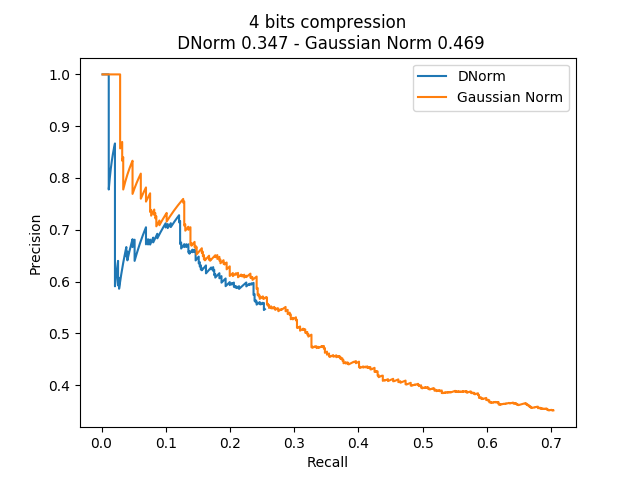 4 bits compression
DNorm 0.347 - Gaussian Norm 0.469
DNorm
Gaussian Norm
Precision
1.0
0.9
0.8
0.7
0.6
0.5
0.4
0.0 0.1 0.2 0.3 0.4 0.5 0.6 0.7
Recall